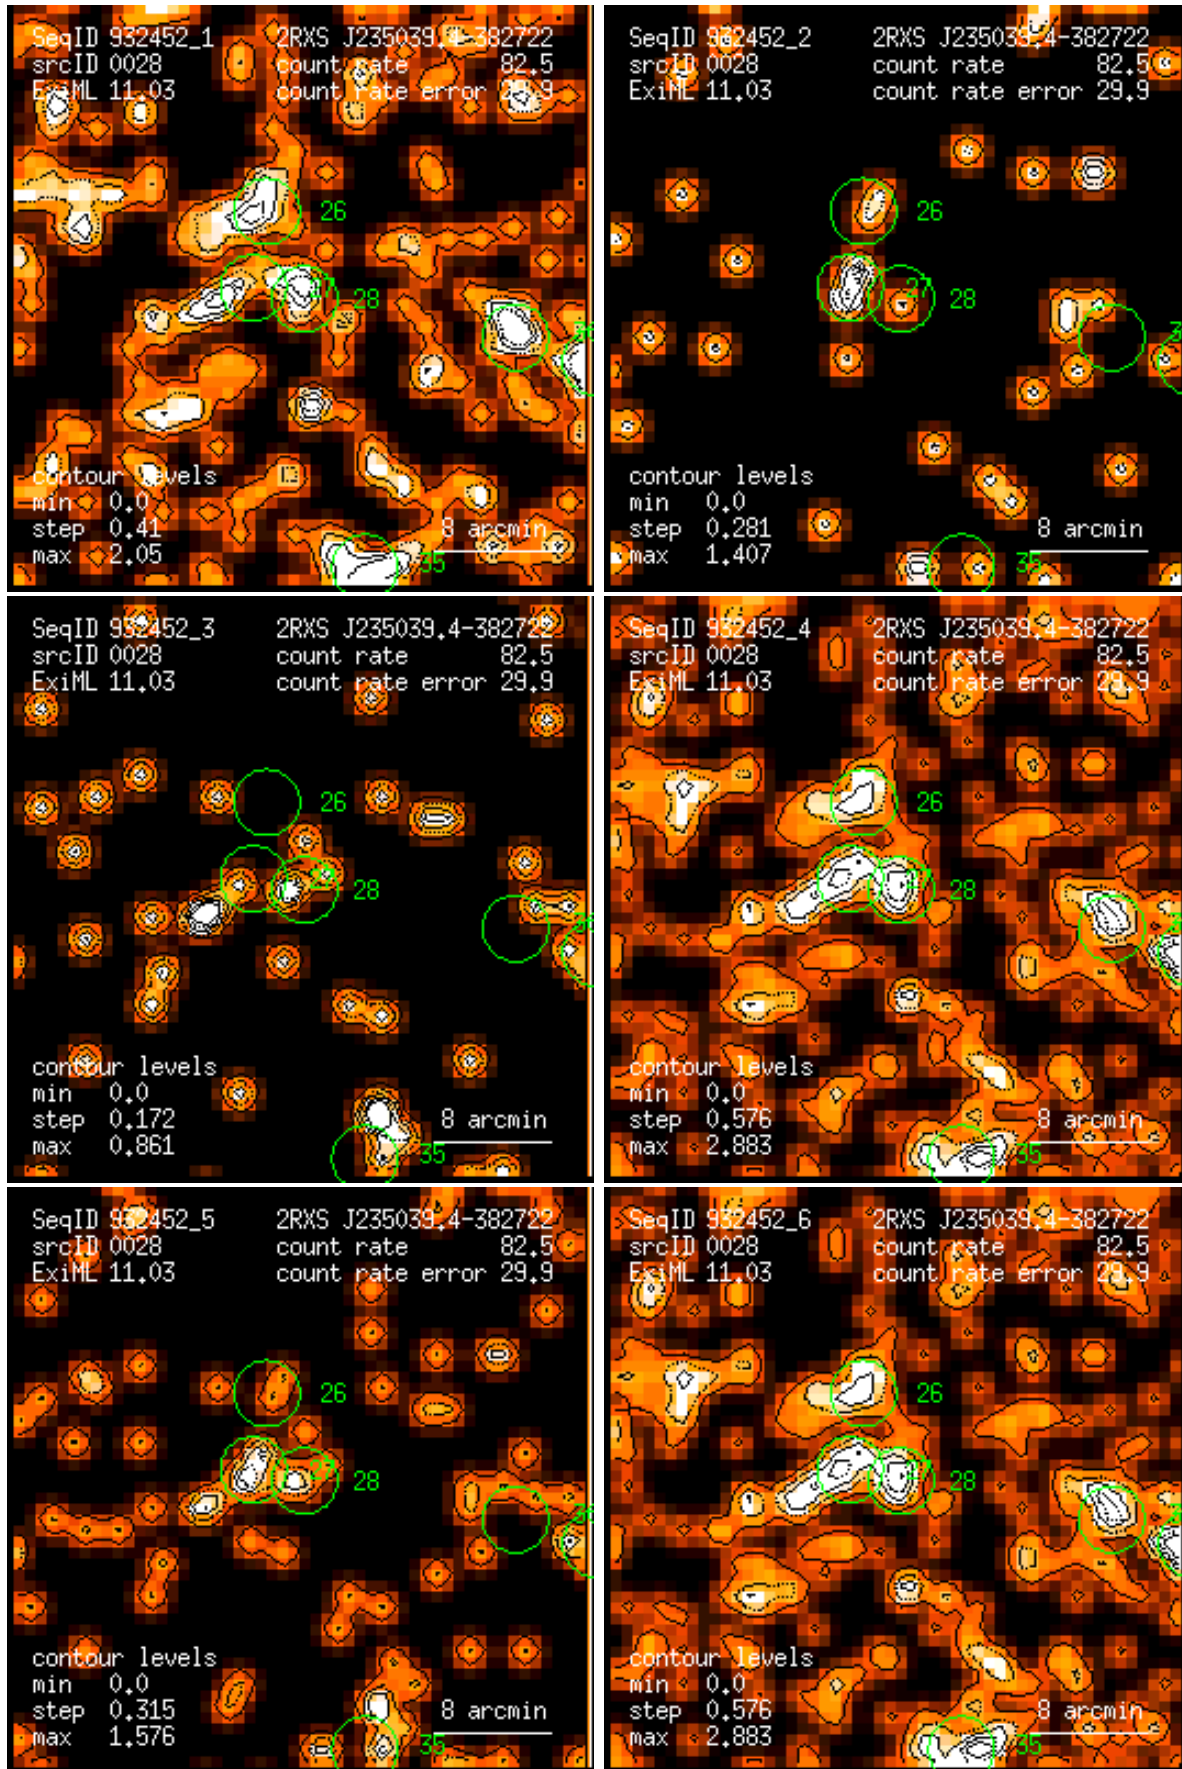 SeqID 932452_1 2RXS J235039.4-382722
srcID 0028 count rate 82.5
ExiML 11.03 count rate error 29.9
26
27 28
36
contour levels
min 0.0
step 0.41 8 arcmin
max 2.05 35
SeqID 932452_2 2RXS J235039.4-382722
srcID 0028 count rate 82.5
ExiML 11.03 count rate error 29.9
26
27 28
contour levels
min 0.0
step 0.281 8 arcmin
max 1.407 35
SeqID 932452_3 2RXS J235039.4-382722
srcID 0028 count rate 82.5
ExiML 11.03 count rate error 29.9
26
27 28
36
contour levels
min 0.0
step 0.172 8 arcmin
max 0.861 35
SeqID 932452_4 2RXS J235039.4-382722
srcID 0028 count rate 82.5
ExiML 11.03 count rate error 29.9
26
27 28
contour levels
min 0.0
step 0.576 8 arcmin
max 2.883 35
SeqID 932452_5 2RXS J235039.4-382722
srcID 0028 count rate 82.5
ExiML 11.03 count rate error 29.9
26
27 28
36
contour levels
min 0.0
step 0.315 8 arcmin
max 1.576 35
SeqID 932452_6 2RXS J235039.4-382722
srcID 0028 count rate 82.5
ExiML 11.03 count rate error 29.9
26
27 28
contour levels
min 0.0
step 0.576 8 arcmin
max 2.883 35